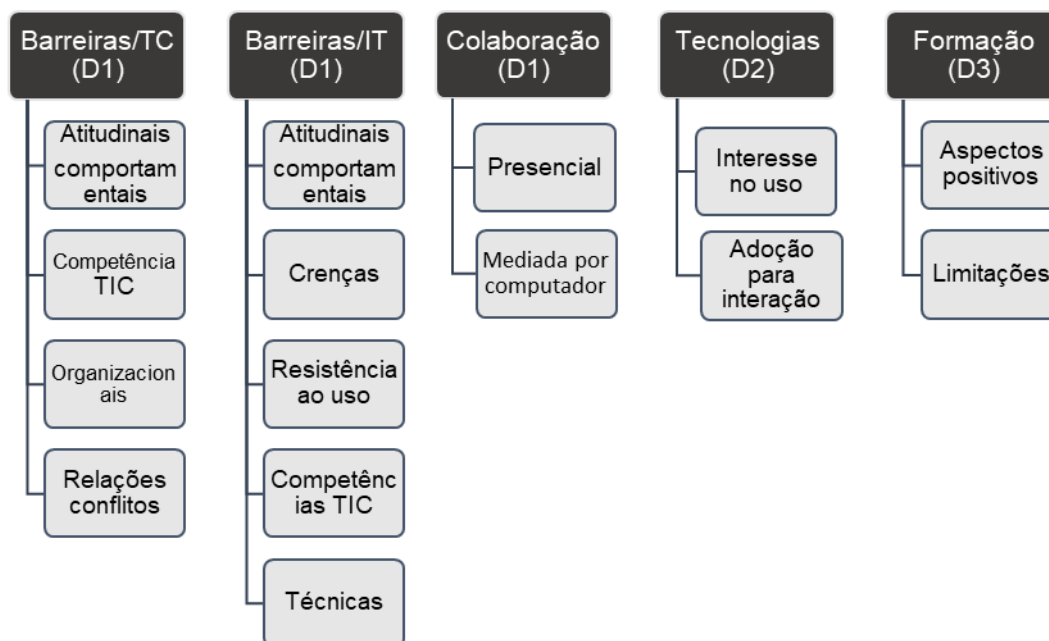 Barreiras/TC
(D1)
Atitudinais
comportam
entais
Competência
TIC
Organizacion
ais
Relações
conflitos
Barreiras/IT
(D1)
Atitudinais
comportam
entais
Crenças
Resistência
ao uso
Competênc
ias TIC
Técnicas
Colaboração
(D1)
Presencial
Mediada por
computador
Tecnologias
(D2)
Interesse
no uso
Adoção
para
interação
Formação
(D3)
Aspectos
positivos
Limitações